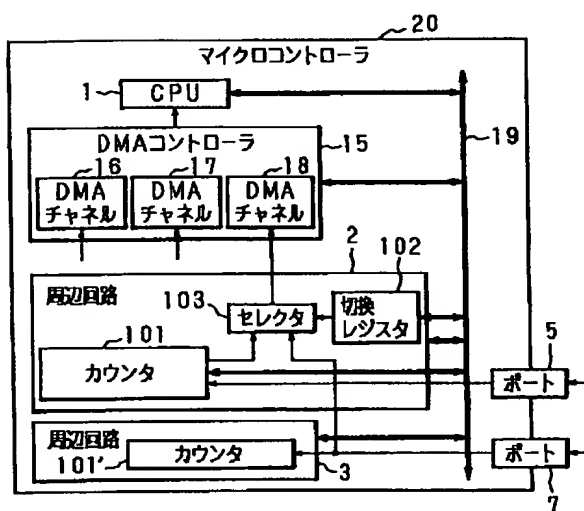 20
マイクロコントローラ
1
CPU
19
DMAコントローラ
15
16
17
18
DMA
チャネル
DMA
チャネル
DMA
チャネル
2
102
周辺回路
103
セレクタ
切換
レジスタ
101
カウンタ
5
ポート
周辺回路
101'
カウンタ
3
ポート
7